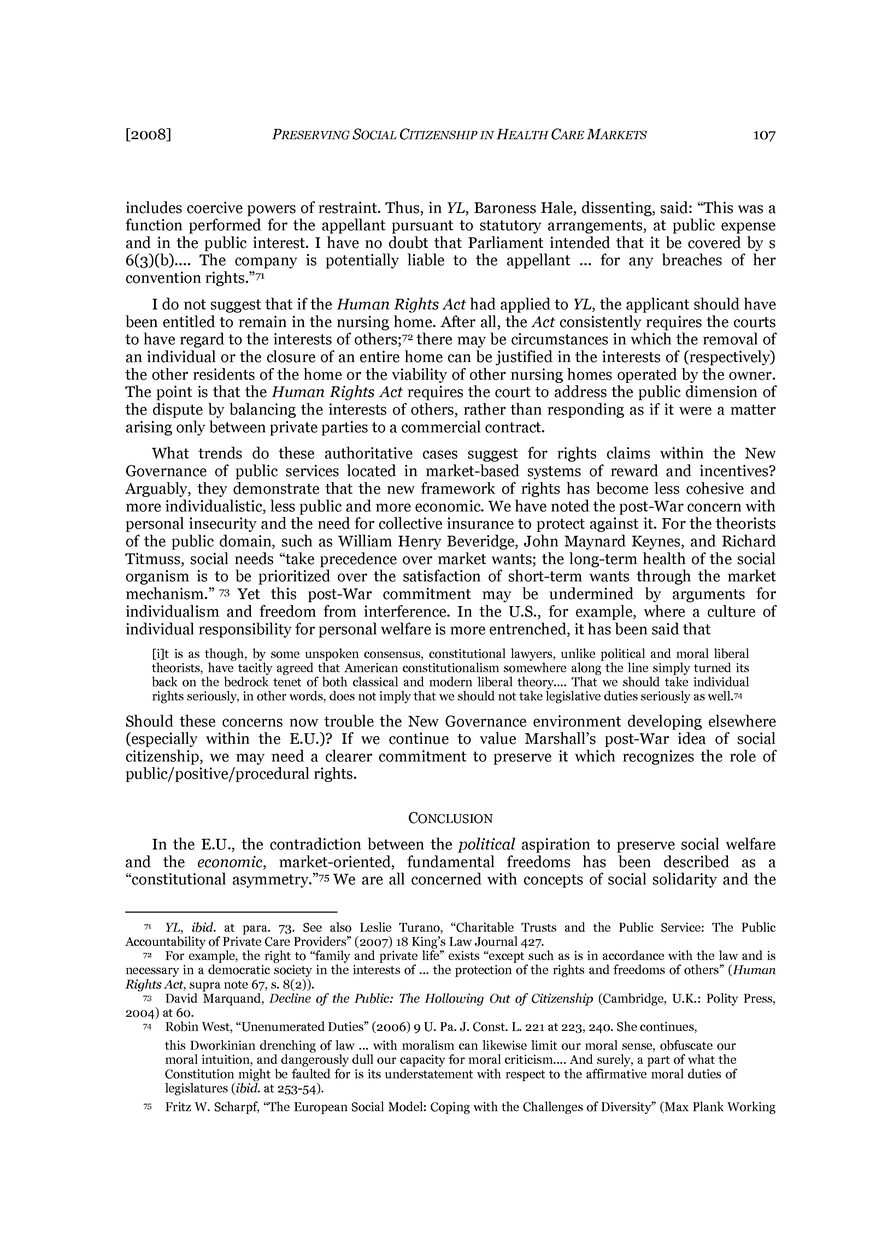 [2008] PRESERVING SOCIAL CITIZENSHIP IN HEALTH CARE MARKETS 107
includes coercive powers of restraint. Thus, in YL, Baroness Hale, dissenting, said: “This was a
function performed for the appellant pursuant to statutory arrangements, at public expense
and in the public interest. I have no doubt that Parliament intended that it be covered by s
6(3)(b).... The company is potentially liable to the appellant ... for any breaches of her
convention rights.”71
I do not suggest that if the Human Rights Act had applied to YL, the applicant should have
been entitled to remain in the nursing home. After all, the Act consistently requires the courts
to have regard to the interests of others;72 there may be circumstances in which the removal of
an individual or the closure of an entire home can be justified in the interests of (respectively)
the other residents of the home or the viability of other nursing homes operated by the owner.
The point is that the Human Rights Act requires the court to address the public dimension of
the dispute by balancing the interests of others, rather than responding as if it were a matter
arising only between private parties to a commercial contract.
What trends do these authoritative cases suggest for rights claims within the New
Governance of public services located in market-based systems of reward and incentives?
Arguably, they demonstrate that the new framework of rights has become less cohesive and
more individualistic, less public and more economic. We have noted the post-War concern with
personal insecurity and the need for collective insurance to protect against it. For the theorists
of the public domain, such as William Henry Beveridge, John Maynard Keynes, and Richard
Titmuss, social needs “take precedence over market wants; the long-term health of the social
organism is to be prioritized over the satisfaction of short-term wants through the market
mechanism.” 73 Yet this post-War commitment may be undermined by arguments for
individualism and freedom from interference. In the U.S., for example, where a culture of
individual responsibility for personal welfare is more entrenched, it has been said that
[i]t is as though, by some unspoken consensus, constitutional lawyers, unlike political and moral liberal
theorists, have tacitly agreed that American constitutionalism somewhere along the line simply turned its
back on the bedrock tenet of both classical and modern liberal theory.... That we should take individual
rights seriously, in other words, does not imply that we should not take legislative duties seriously as well.74
Should these concerns now trouble the New Governance environment developing elsewhere
(especially within the E.U.)? If we continue to value Marshall’s post-War idea of social
citizenship, we may need a clearer commitment to preserve it which recognizes the role of
public/positive/procedural rights.
CONCLUSION
In the E.U., the contradiction between the political aspiration to preserve social welfare
and the economic, market-oriented, fundamental freedoms has been described as a
“constitutional asymmetry.”75 We are all concerned with concepts of social solidarity and the
71 YL, ibid. at para. 73. See also Leslie Turano, “Charitable Trusts and the Public Service: The Public
Accountability of Private Care Providers” (2007) 18 King’s Law Journal 427.
72 For example, the right to “family and private life” exists “except such as is in accordance with the law and is
necessary in a democratic society in the interests of ... the protection of the rights and freedoms of others” (Human
Rights Act, supra note 67, s. 8(2)).
73 David Marquand, Decline of the Public: The Hollowing Out of Citizenship (Cambridge, U.K.: Polity Press,
2004) at 60.
74 Robin West, “Unenumerated Duties” (2006) 9 U. Pa. J. Const. L. 221 at 223, 240. She continues,
this Dworkinian drenching of law ... with moralism can likewise limit our moral sense, obfuscate our
moral intuition, and dangerously dull our capacity for moral criticism.... And surely, a part of what the
Constitution might be faulted for is its understatement with respect to the affirmative moral duties of
legislatures (ibid. at 253-54).
75 Fritz W. Scharpf, “The European Social Model: Coping with the Challenges of Diversity” (Max Plank Working